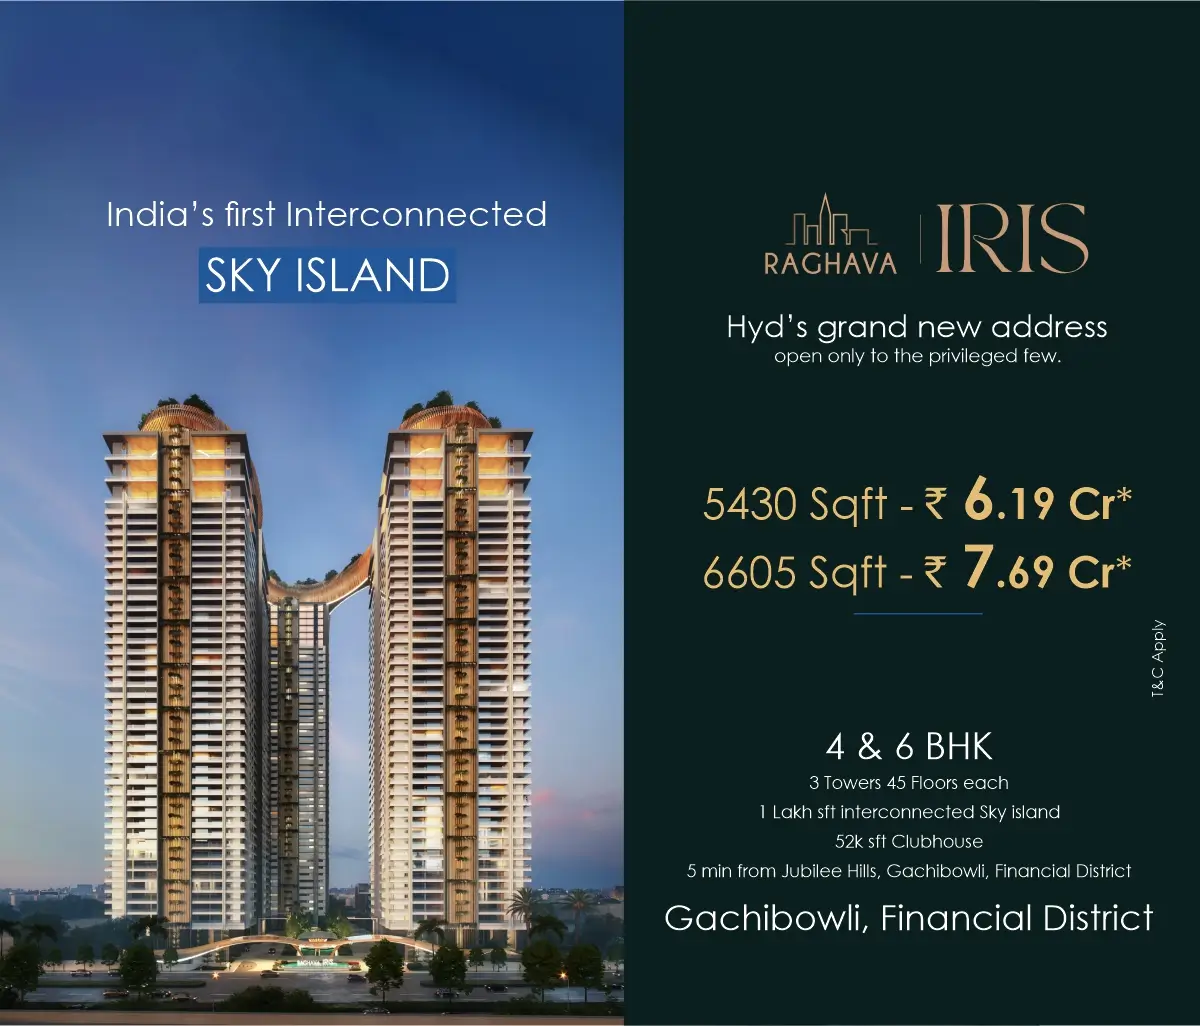 India's first Interconnected
SKY ISLAND
RAGHAVA IRIS
RAGHAVA | IRIS
Hyd's grand new address
open only to the privileged few.
5430 Sqft - ₹ 6.19 Cr*
6605 Sqft - ₹ 7.69 Cr*
T&C Apply
4 & 6 BHK
3 Towers 45 Floors each
1 Lakh sft interconnected Sky island
52k sft Clubhouse
5 min from Jubilee Hills, Gachibowli, Financial District
Gachibowli, Financial District